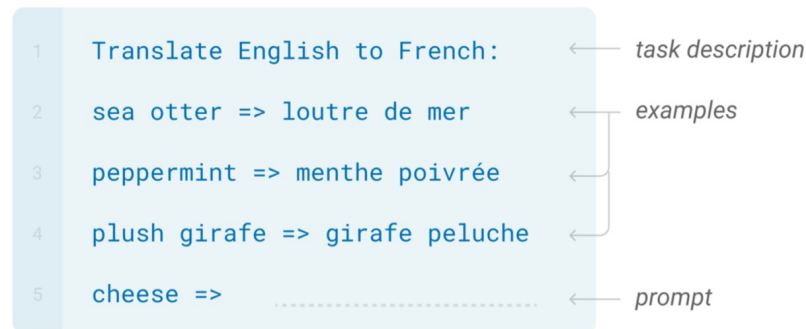 1 Translate English to French: task description
2 sea otter => loutre de mer examples
3 peppermint => menthe poivrée
4 plush girafe => girafe peluche
5 cheese => prompt